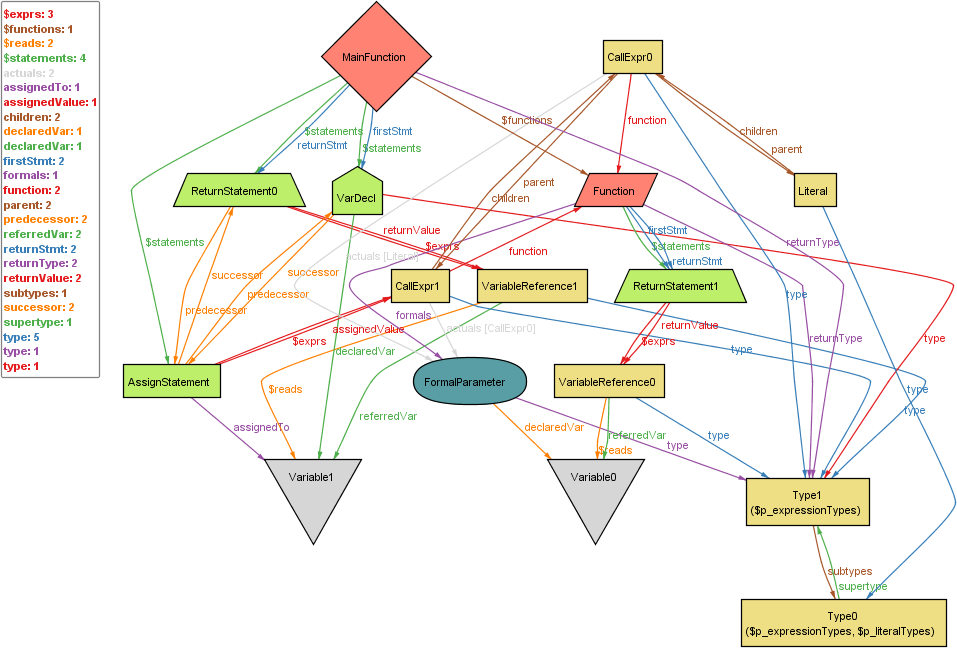 $exprs: 3
$functions: 1
$reads: 2
$statements: 4
actuals: 2
assignedTo: 1
assignedValue: 1
children: 2
declaredVar: 1
declaredVar: 1
firstStmt: 2
formals: 1
function: 2
parent: 2
predecessor: 2
referredVar: 2
returnStmt: 2
returnType: 2
returnValue: 2
subtypes: 1
successor: 2
supertype: 1
type: 5
type: 1
type: 1
MainFunction
CallExpr0
$functions
function
$statements
firstStmt
children
returnStmt
$statements
parent
ReturnStatement0
VarDecl
parent
children
Function
Literal
returnValue
firstStmt
$statements
$exprs
$statements
returnType
function
actuals [Literal]
returnStmt
successor
successor
CallExpr1
VariableReference1
ReturnStatement1
predecessor
type
predecessor
formals
returnValue
assignedValue
actuals [CallExpr0]
returnType
type
$exprs
$exprs
declaredVar
type
AssignStatement
FormalParameter
VariableReference0
$reads
type
type
referredVar
assignedTo
declaredVar
referredVar
type
type
$reads
Variable1
Variable0
Type1
($p_expressionTypes)
subtypes
supertype
Type0
($p_expressionTypes, $p_literalTypes)